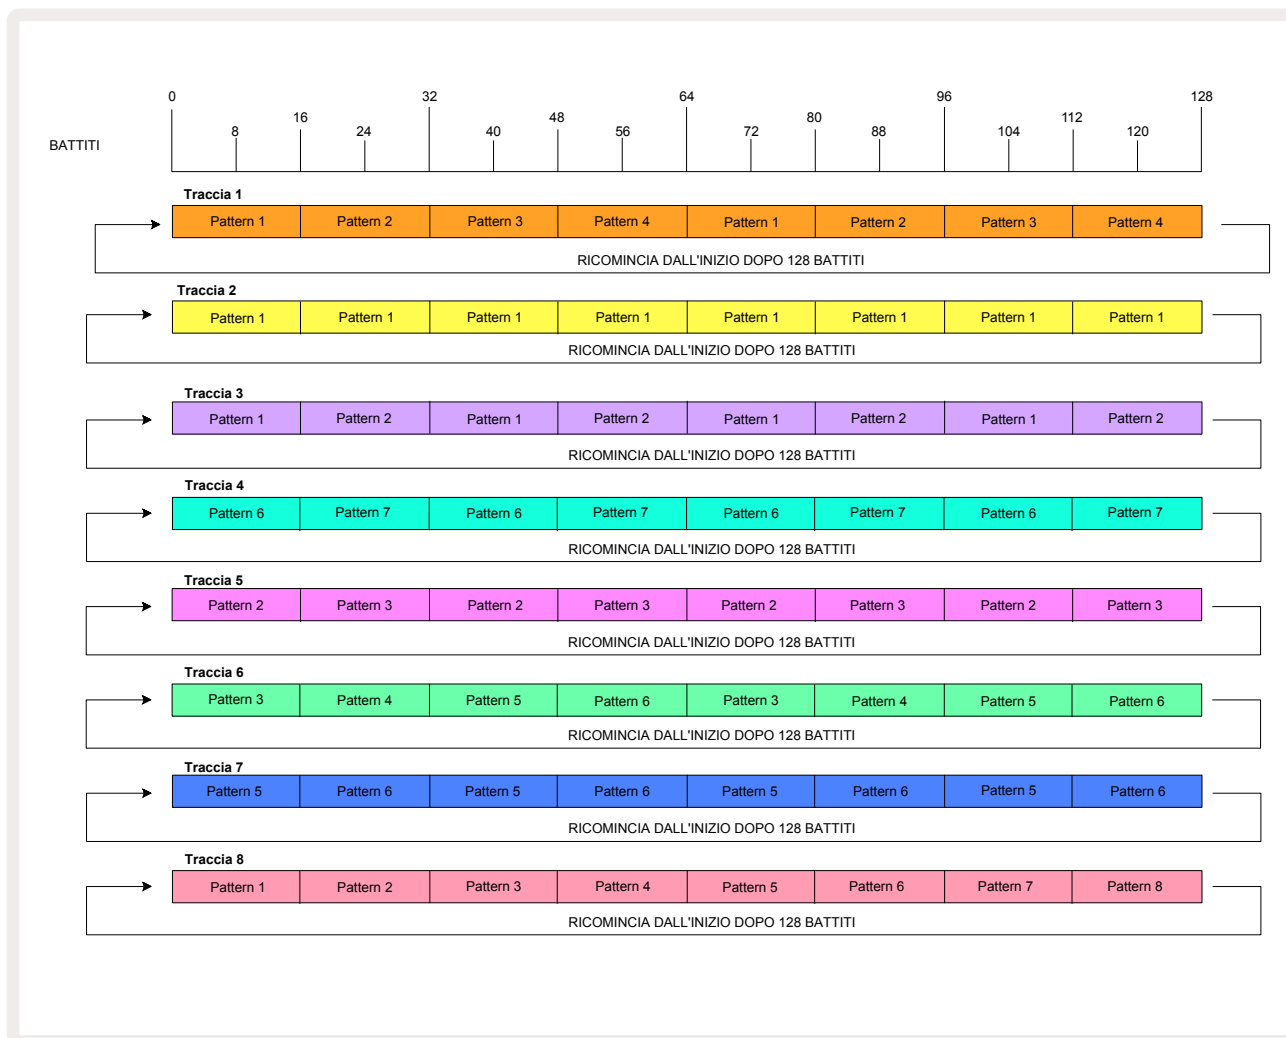 0 32 64 96 128
16 48 80 112
8 24 40 56 72 88 104 120
BATTITI
Traccia 1
Pattern 1 Pattern 2 Pattern 3 Pattern 4 Pattern 1 Pattern 2 Pattern 3 Pattern 4
RICOMINCIA DALL'INIZIO DOPO 128 BATTITI
Traccia 2
Pattern 1 Pattern 1 Pattern 1 Pattern 1 Pattern 1 Pattern 1 Pattern 1 Pattern 1
RICOMINCIA DALL'INIZIO DOPO 128 BATTITI
Traccia 3
Pattern 1 Pattern 2 Pattern 1 Pattern 2 Pattern 1 Pattern 2 Pattern 1 Pattern 2
RICOMINCIA DALL'INIZIO DOPO 128 BATTITI
Traccia 4
Pattern 6 Pattern 7 Pattern 6 Pattern 7 Pattern 6 Pattern 7 Pattern 6 Pattern 7
RICOMINCIA DALL'INIZIO DOPO 128 BATTITI
Traccia 5
Pattern 2 Pattern 3 Pattern 2 Pattern 3 Pattern 2 Pattern 3 Pattern 2 Pattern 3
RICOMINCIA DALL'INIZIO DOPO 128 BATTITI
Traccia 6
Pattern 3 Pattern 4 Pattern 5 Pattern 6 Pattern 3 Pattern 4 Pattern 5 Pattern 6
RICOMINCIA DALL'INIZIO DOPO 128 BATTITI
Traccia 7
Pattern 5 Pattern 6 Pattern 5 Pattern 6 Pattern 5 Pattern 6 Pattern 5 Pattern 6
RICOMINCIA DALL'INIZIO DOPO 128 BATTITI
Traccia 8
Pattern 1 Pattern 2 Pattern 3 Pattern 4 Pattern 5 Pattern 6 Pattern 7 Pattern 8
RICOMINCIA DALL'INIZIO DOPO 128 BATTITI